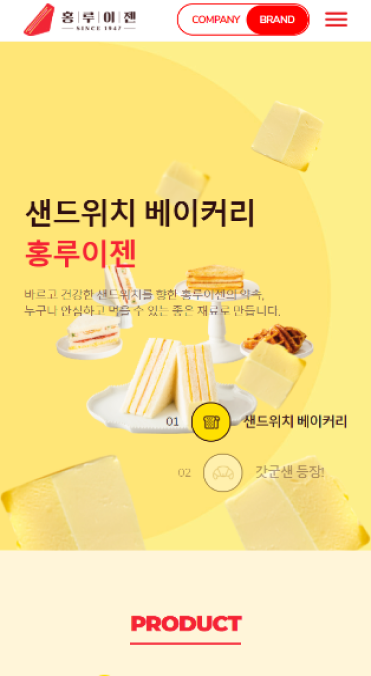 홍루이젠
SINCE 1947
COMPANY BRAND
샌드위치 베이커리
홍루이젠
바르고 건강한 샌드위치를 향한 홍루이젠의 약속,
누구나 안심하고 먹을 수 있는 좋은 재료로 만듭니다.
01 샌드위치 베이커리
02 갓군샌 등장!
PRODUCT